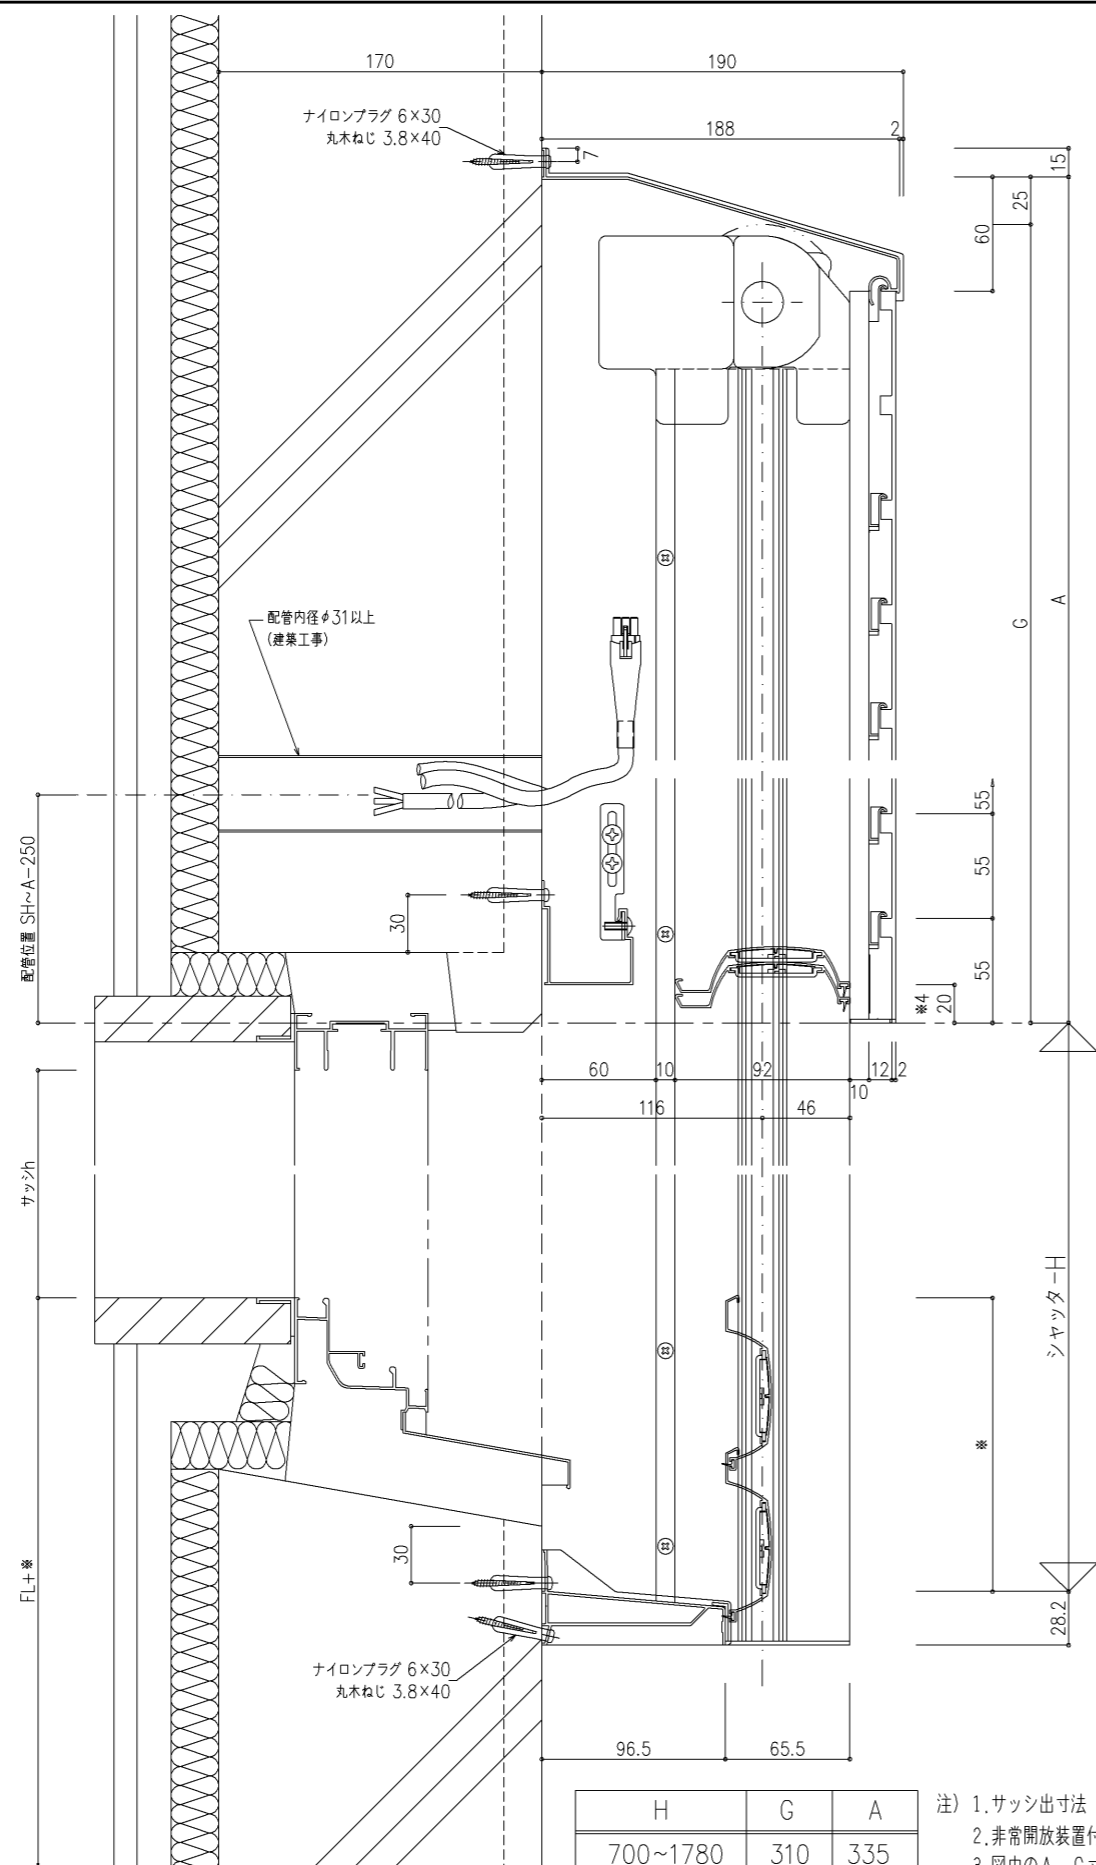 170
190
ナイロンプラグ 6×30
丸木ねじ 3.8×40
188
2
7
15
25
60
A
G
配管内径φ31以上
(建築工事)
55
55
55
配管位置 SH~A-250
30
※4
20
60
10
92
12
2
10
116
46
サッシh
シャッターH
※
FL+※
30
28.2
ナイロンプラグ 6×30
丸木ねじ 3.8×40
96.5
65.5
H G A
700~1780 310 335
注) 1.サッシ出寸法
2.非常開放装置付